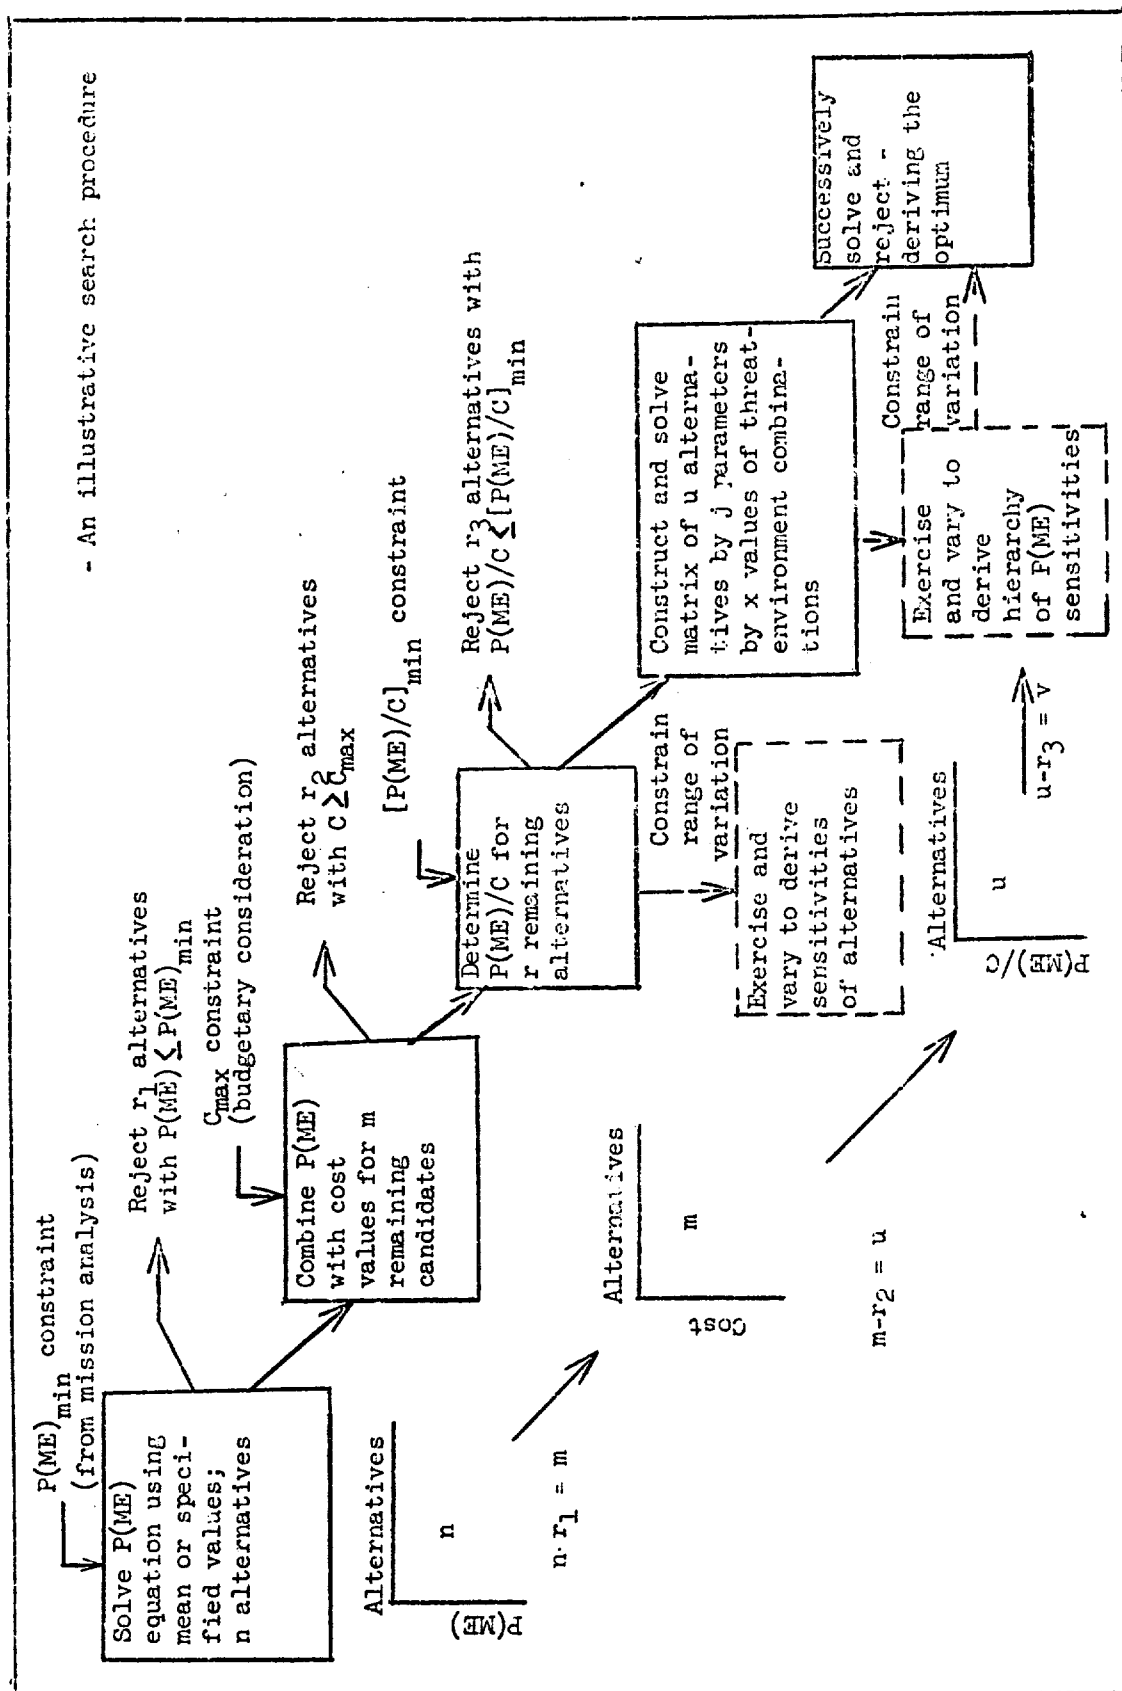 - An illustrative search procedure
P(ME)min constraint
(from mission analysis)
Solve P(ME)
equation using
mean or speci-
fied values;
n alternatives
Reject r1 alternatives
with P(ME) ≤ P(ME)min
Cmax constraint
(budgetary consideration)
Combine P(ME)
with cost
values for m
remaining
candidates
Reject r2 alternatives
with C ≥ Cmax
[P(ME)/C]min constraint
Determine
P(ME)/C for
r remaining
alternatives
Reject r3 alternatives with
P(ME)/C ≤ [P(ME)/C]min
Construct and solve
matrix of u alterna-
tives by j parameters
by x values of threat-
environment combina-
tions
Successively
solve and
reject -
deriving the
optimum
Constrain
range of
variation
Exercise and
vary to derive
sensitivities
of alternatives
Constrain
range of
variation
Exercise
and vary to
derive
hierarchy
of P(ME)
sensitivities
Alternatives
P(ME)
n
n-r1 = m
Alternatives
Cost
m
m-r2 = u
Alternatives
P(ME)/C
u
u-r3 = v